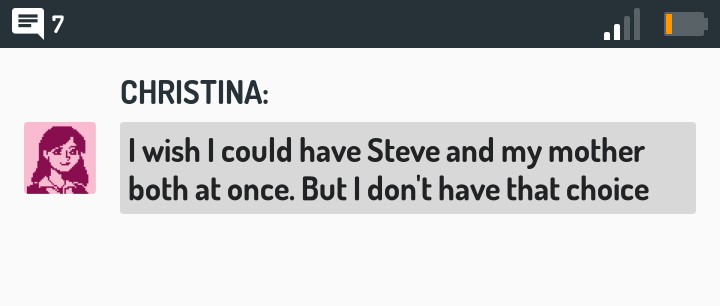 7
CHRISTINA:
I wish I could have Steve and my mother
both at once. But I don't have that choice